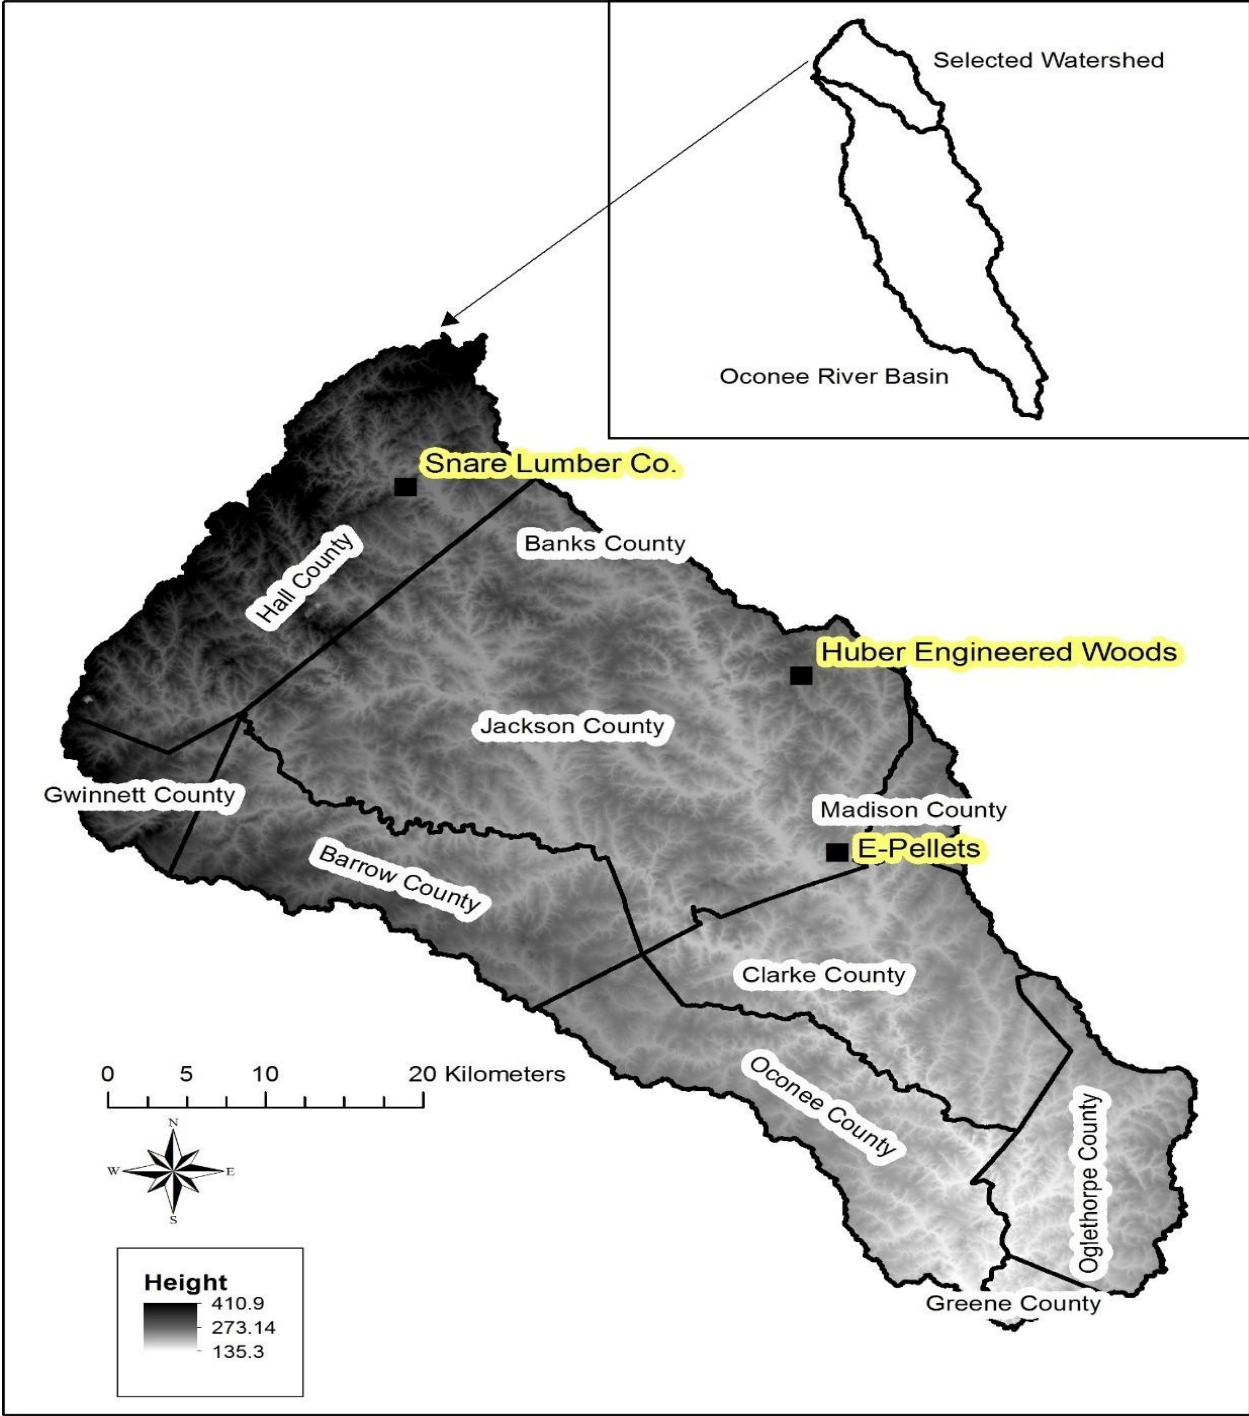 Selected Watershed
Oconee River Basin
Snare Lumber Co.
Banks County
Hall County
Huber Engineered Woods
Jackson County
Gwinnett County
Madison County
E-Pellets
Barrow County
Clarke County
Oconee County
Oglethorpe County
Greene County
0 5 10 20 Kilometers
N
W E
S
Height
410.9
273.14
135.3